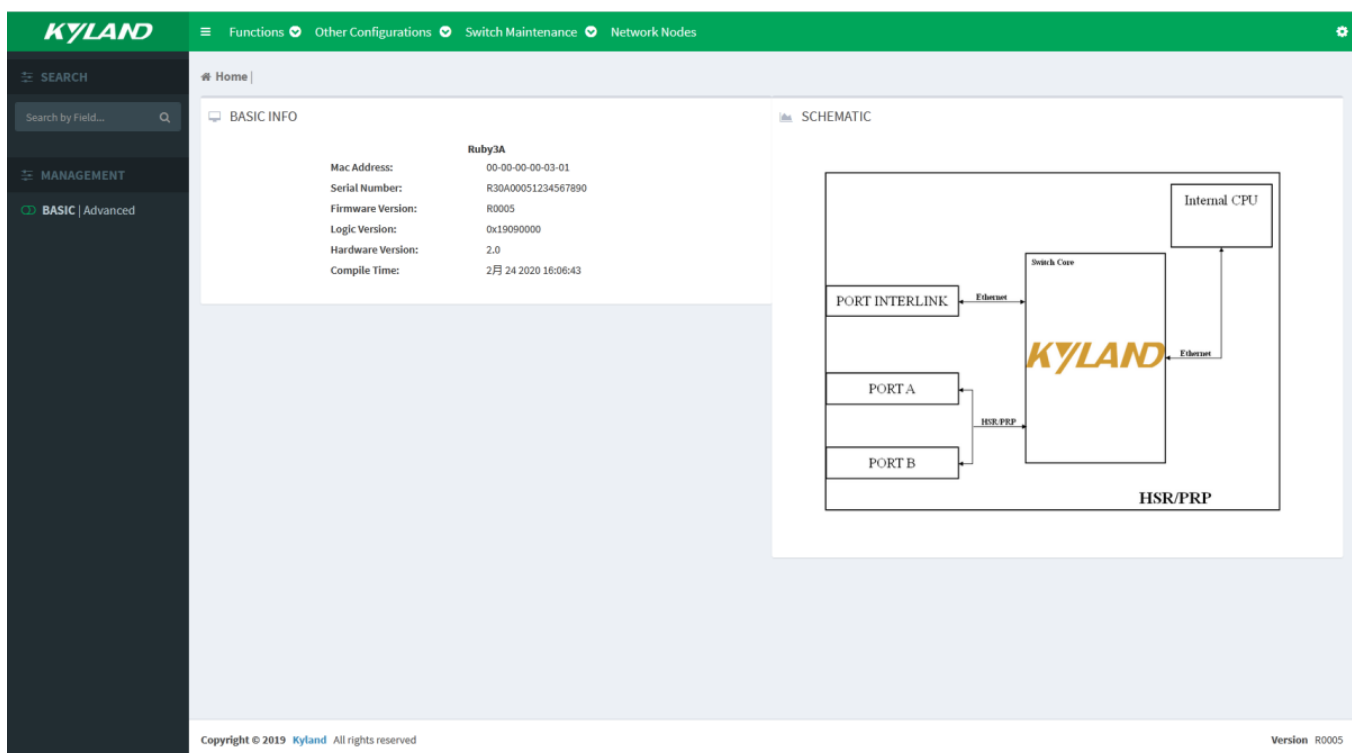 KYLAND
Functions Other Configurations Switch Maintenance Network Nodes
SEARCH
Search by Field...
MANAGEMENT
BASIC | Advanced
Home |
BASIC INFO
Ruby3A
Mac Address: 00-00-00-00-03-01
Serial Number: R30A00051234567890
Firmware Version: R0005
Logic Version: 0x19090000
Hardware Version: 2.0
Compile Time: 2月 24 2020 16:06:43
SCHEMATIC
Internal CPU
Switch Core
PORT INTERLINK
Ethernet
KYLAND
Ethernet
PORT A
HSR/PRP
PORT B
HSR/PRP
Copyright © 2019 Kyland All rights reserved
Version R0005